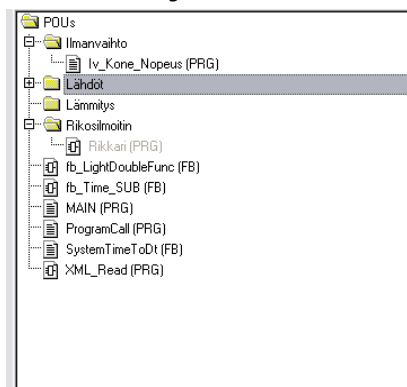 POUs
Ilmanvaihto
Iv_Kone_Nopeus (PRG)
Lähdöt
Lämmitys
Rikosilmoitin
Rikkari (PRG)
fb_LightDoubleFunc (FB)
fb_Time_SUB (FB)
MAIN (PRG)
ProgramCall (PRG)
SystemTimeToDt (FB)
XML_Read (PRG)